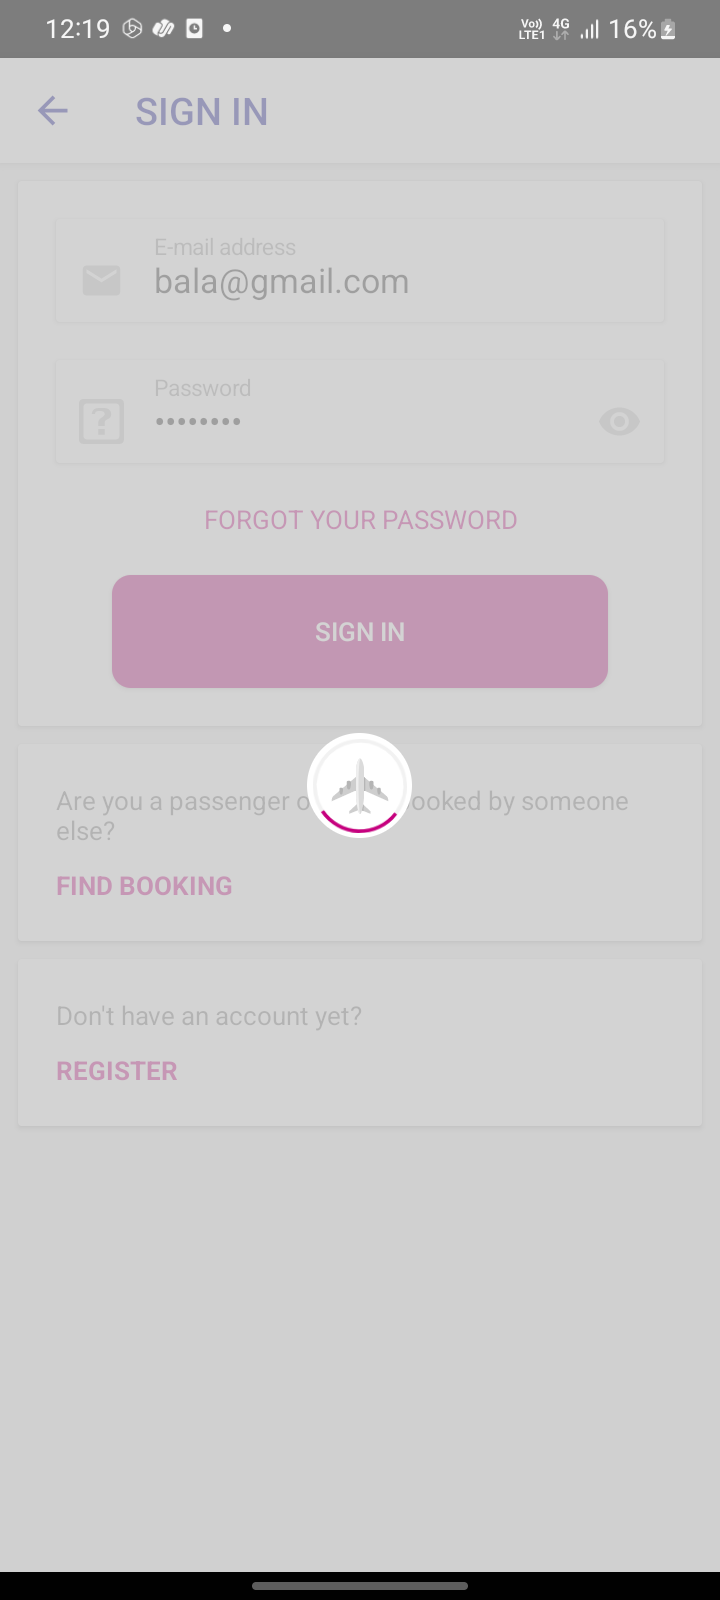 12:19
Vo)) LTE1 4G 16%
SIGN IN
E-mail address
bala@gmail.com
Password
••••••••
FORGOT YOUR PASSWORD
SIGN IN
Are you a passenger ooked by someone
else?
FIND BOOKING
Don't have an account yet?
REGISTER